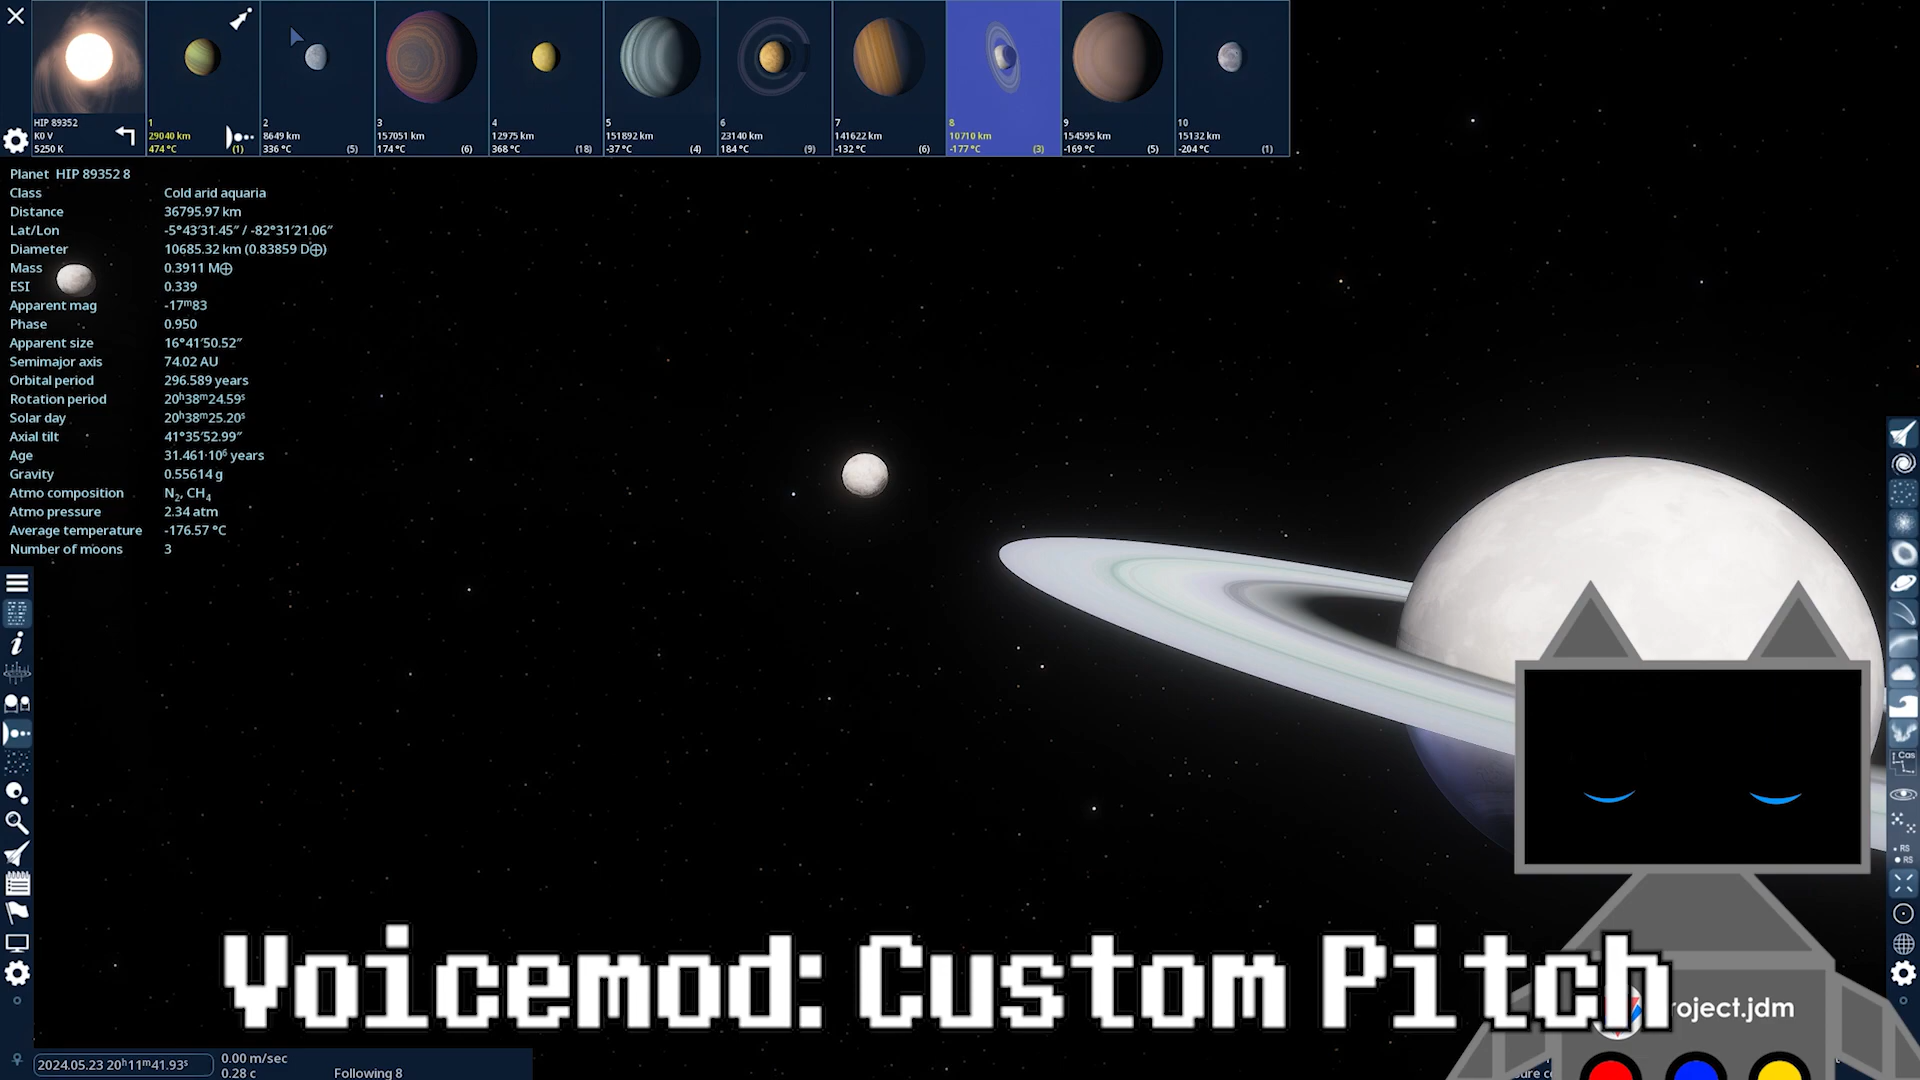 HIP 89352
K0 V
5250 K
1
29040 km
474 °C (1)
2
8649 km
336 °C (5)
3
157051 km
174 °C (6)
4
12975 km
368 °C (18)
5
151892 km
-37 °C (4)
6
23140 km
184 °C (9)
7
141622 km
-132 °C (6)
8
10710 km
-177 °C (3)
9
154595 km
-169 °C (5)
10
15132 km
-204 °C (1)
Planet HIP 89352 8
Class Cold arid aquaria
Distance 36795.97 km
Lat/Lon -5°43′31.45″ / -82°31′21.06″
Diameter 10685.32 km (0.83859 D⊕)
Mass 0.3911 M⊕
ESI 0.339
Apparent mag -17ᵐ83
Phase 0.950
Apparent size 16°41′50.52″
Semimajor axis 74.02 AU
Orbital period 296.589 years
Rotation period 20ʰ38ᵐ24.59ˢ
Solar day 20ʰ38ᵐ25.20ˢ
Axial tilt 41°35′52.99″
Age 31.461·10⁶ years
Gravity 0.55614 g
Atmo composition N₂, CH₄
Atmo pressure 2.34 atm
Average temperature -176.57 °C
Number of moons 3
Cas
RS
RS
Voicemod: Custom Pitch
roject.jdm
2024.05.23 20ʰ11ᵐ41.93ˢ
0.00 m/sec
0.28 c
Following 8